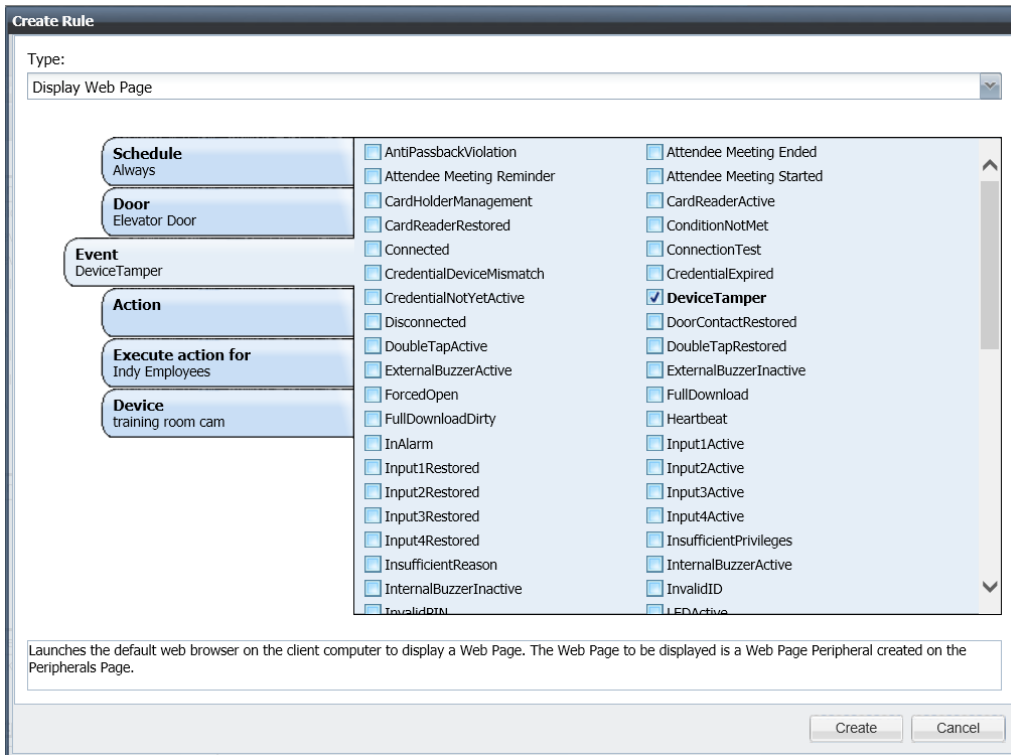 Create Rule
Type:
Display Web Page
Schedule
Always
Door
Elevator Door
Event
DeviceTamper
Action
Execute action for
Indy Employees
Device
training room cam
AntiPassbackViolation Attendee Meeting Ended
Attendee Meeting Reminder Attendee Meeting Started
CardHolderManagement CardReaderActive
CardReaderRestored ConditionNotMet
Connected ConnectionTest
CredentialDeviceMismatch CredentialExpired
CredentialNotYetActive DeviceTamper
Disconnected DoorContactRestored
DoubleTapActive DoubleTapRestored
ExternalBuzzerActive ExternalBuzzerInactive
ForcedOpen FullDownload
FullDownloadDirty Heartbeat
InAlarm Input1Active
Input1Restored Input2Active
Input2Restored Input3Active
Input3Restored Input4Active
Input4Restored InsufficientPrivileges
InsufficientReason InternalBuzzerActive
InternalBuzzerInactive InvalidID
InvalidPIN LEDActive
Launches the default web browser on the client computer to display a Web Page. The Web Page to be displayed is a Web Page Peripheral created on the
Peripherals Page.
Create Cancel